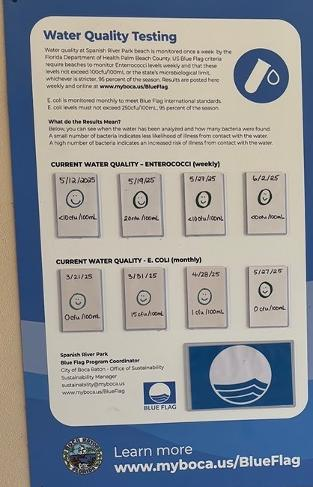 Water Quality Testing
Water quality at Spanish River Park beach is monitored once a week by the
Florida Department of Health Palm Beach County. US Blue Flag criteria
require beaches to monitor Enterococci levels weekly and that these
levels not exceed 100cfu/100mL, or the state's microbiological limit,
whichever is stricter, 95 percent of the season. Results are posted here
weekly and online at www.myboca.us/BlueFlag
E. coli is monitored monthly to meet Blue Flag international standards.
E. coli levels must not exceed 250cfu/100mL, 95 percent of the season.
What do the Results Mean?
Below, you can see when the water has been analyzed and how many bacteria were found.
A small number of bacteria indicates less likelihood of illness from contact with the water.
A high number of bacteria indicates an increased risk of illness from contact with the water.
CURRENT WATER QUALITY – ENTEROCOCCI (weekly)
5/12/2025 5/19/25 5/27/25 6/2/25
<10cfu/100mL 20cfu/100mL <10cfu/100mL cfu/100mL
CURRENT WATER QUALITY - E. COLI (monthly)
3/21/25 3/31/25 4/28/25 5/27/25
0cfu/100mL 15cfu/100mL 1cfu/100mL 0cfu/100mL
Spanish River Park
Blue Flag Program Coordinator
City of Boca Raton - Office of Sustainability
Sustainability Manager
sustainability@myboca.us
www.myboca.us/BlueFlag
BLUE FLAG
BOCA RATON
FLORIDA
Learn more
www.myboca.us/BlueFlag